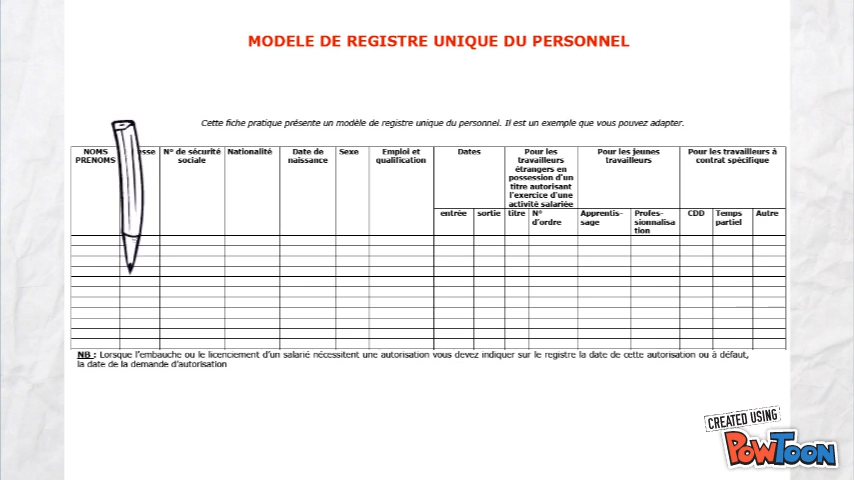 MODELE DE REGISTRE UNIQUE DU PERSONNEL
Cette fiche pratique présente un modèle de registre unique du personnel. Il est un exemple que vous pouvez adapter.
NOMS
PRENOMS
N° de sécurité
sociale
Nationalité
Date de
naissance
Sexe
Emploi et
qualification
Dates
entrée
sortie
Pour les
travailleurs
étrangers en
possession d'un
titre autorisant
l'exercice d'une
activité salariée
titre
N°
d'ordre
Pour les jeunes
travailleurs
Apprentis-
sage
Profes-
sionnalisa
tion
Pour les travailleurs à
contrat spécifique
CDD
Temps
partiel
Autre
NB : Lorsque l'embauche ou le licenciement d'un salarié nécessitent une autorisation vous devez indiquer sur le registre la date de cette autorisation ou à défaut,
la date de la demande d'autorisation
CREATED USING
POWTOON